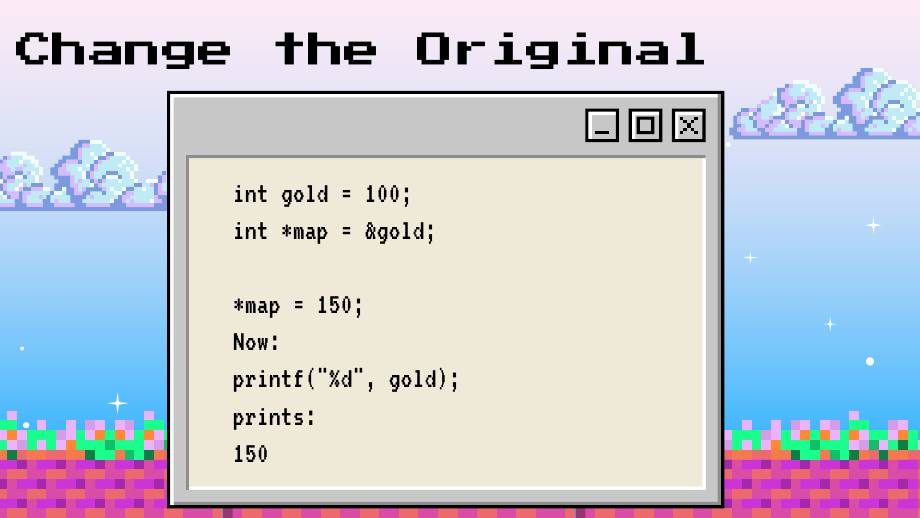 Change the Original
int gold = 100;
int *map = &gold;
*map = 150;
Now:
printf("%d", gold);
prints:
150